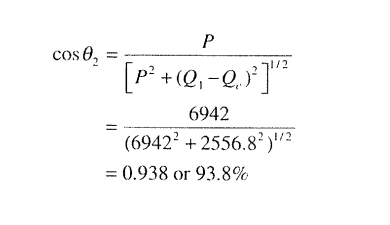 cos θ₂ = P / [P² + (Q₁ − Q꜀)²]^1/2
= 6942 / (6942² + 2556.8²)^1/2
= 0.938 or 93.8%